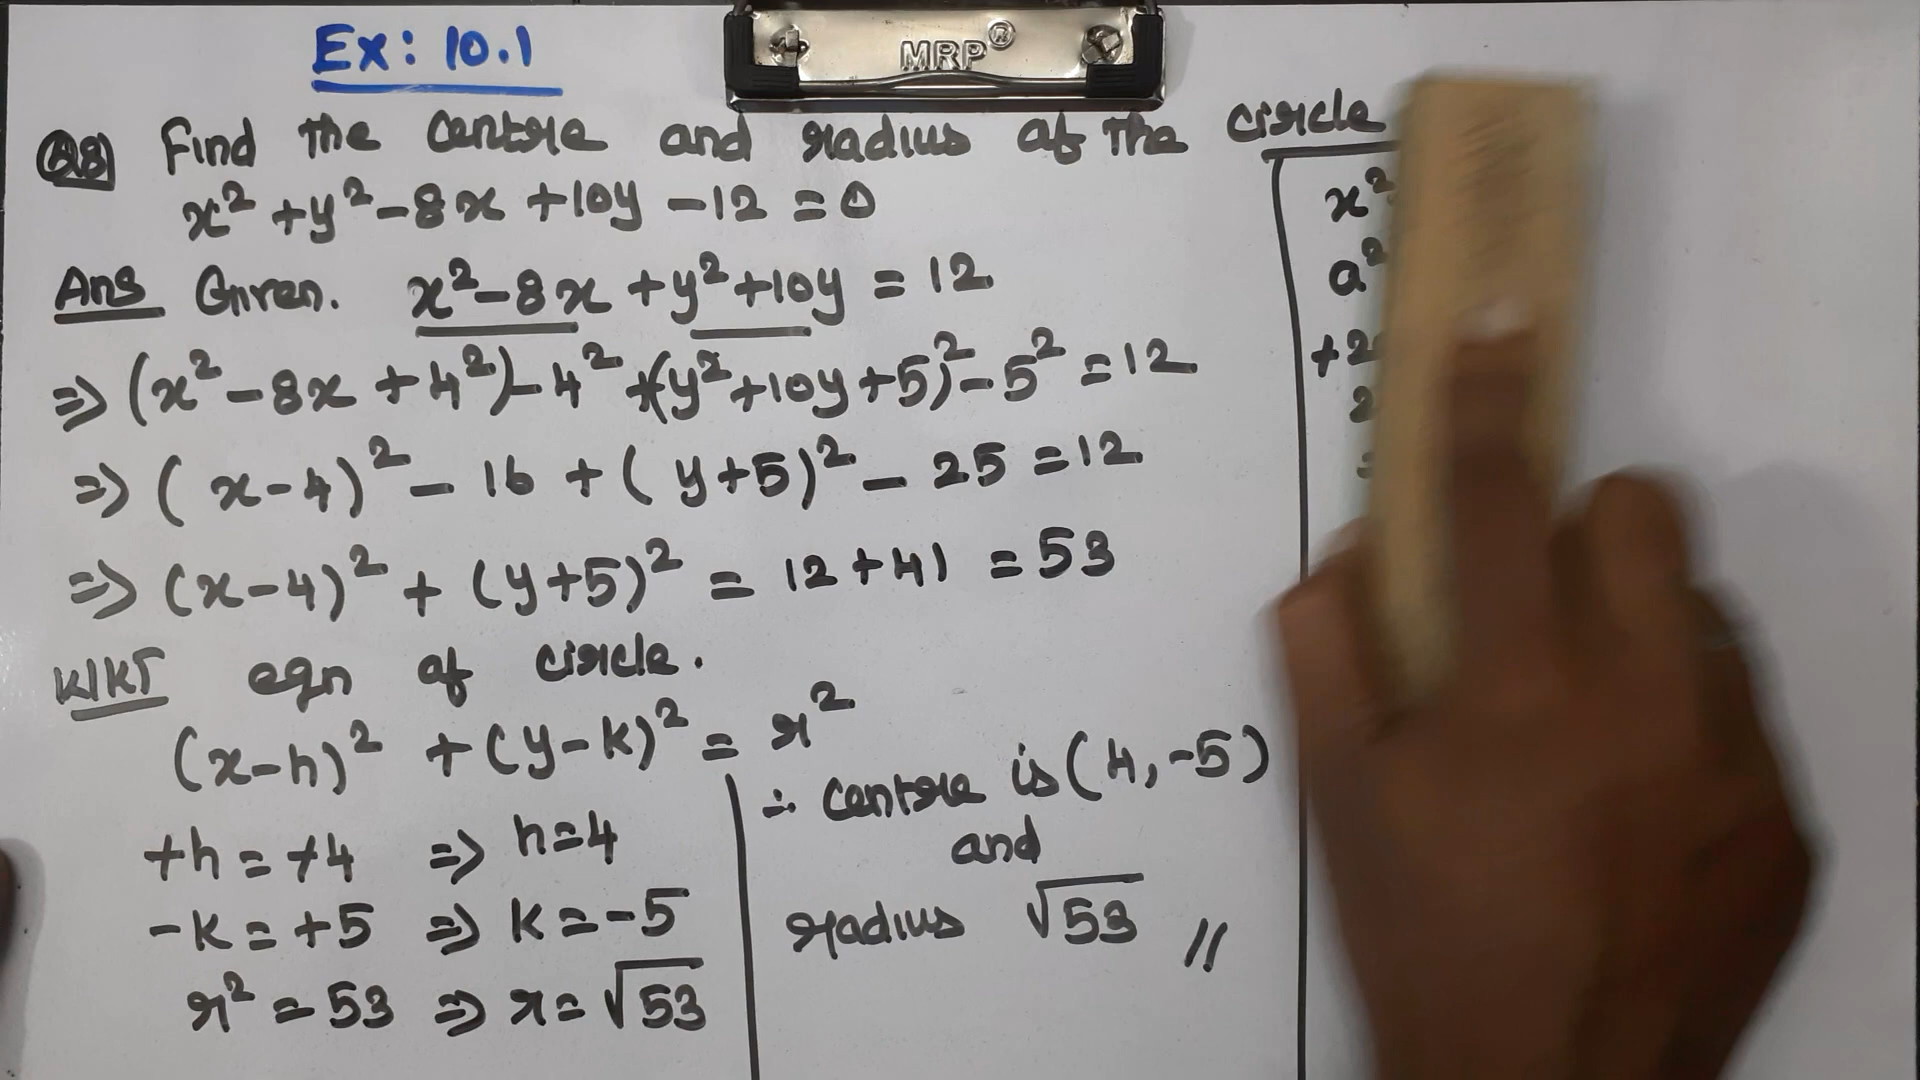 Ex: 10.1
MRP®
Q8) Find the centre and radius of the circle
x² + y² - 8x + 10y - 12 = 0
Ans Given. x² - 8x + y² + 10y = 12
⇒ (x² - 8x + 4²) - 4² + (y² + 10y + 5)² - 5² = 12
⇒ (x - 4)² - 16 + (y + 5)² - 25 = 12
⇒ (x - 4)² + (y + 5)² = 12 + 41 = 53
WKT eqn of circle.
(x - h)² + (y - k)² = r²
+h = +4 ⇒ h = 4
-k = +5 ⇒ k = -5
r² = 53 ⇒ r = √53
∴ centre is (4, -5)
and
radius √53 //
x²
a²
+2
2
=